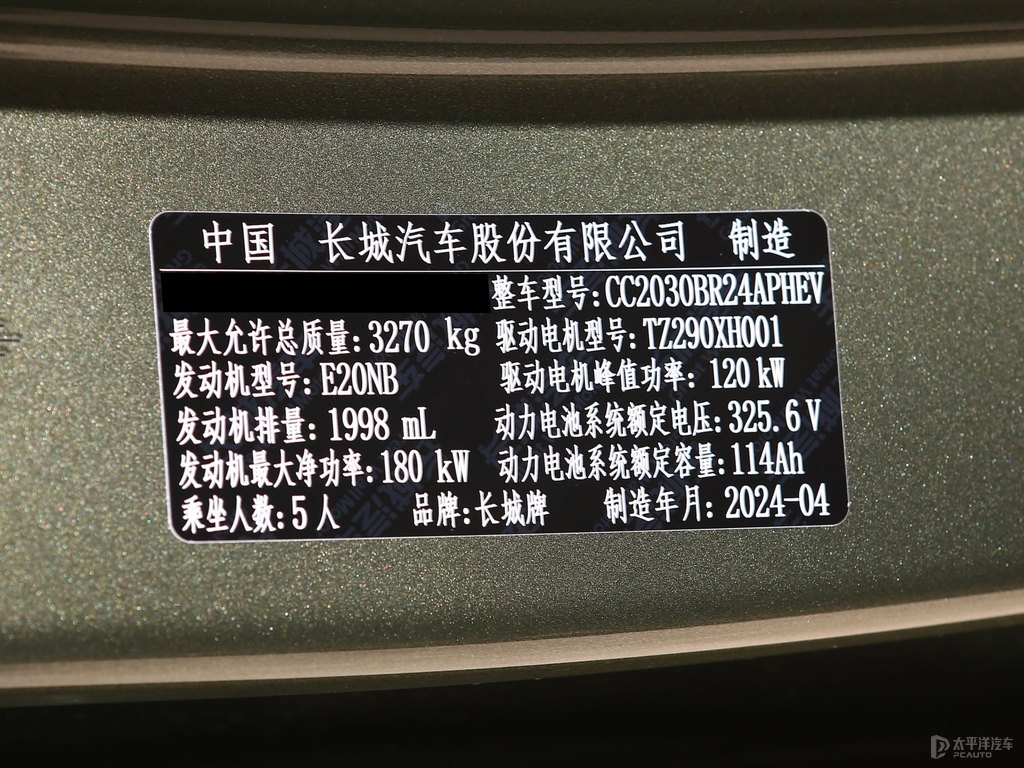 中国 长城汽车股份有限公司 制造
整车型号:CC2030BR24APHEV
最大允许总质量:3270 kg 驱动电机型号:TZ290XH001
发动机型号:E20NB 驱动电机峰值功率:120 kW
发动机排量:1998 mL 动力电池系统额定电压:325.6 V
发动机最大净功率:180 kW 动力电池系统额定容量:114Ah
乘坐人数:5 人 品牌:长城牌 制造年月:2024-04
太平洋汽车
PCAUTO